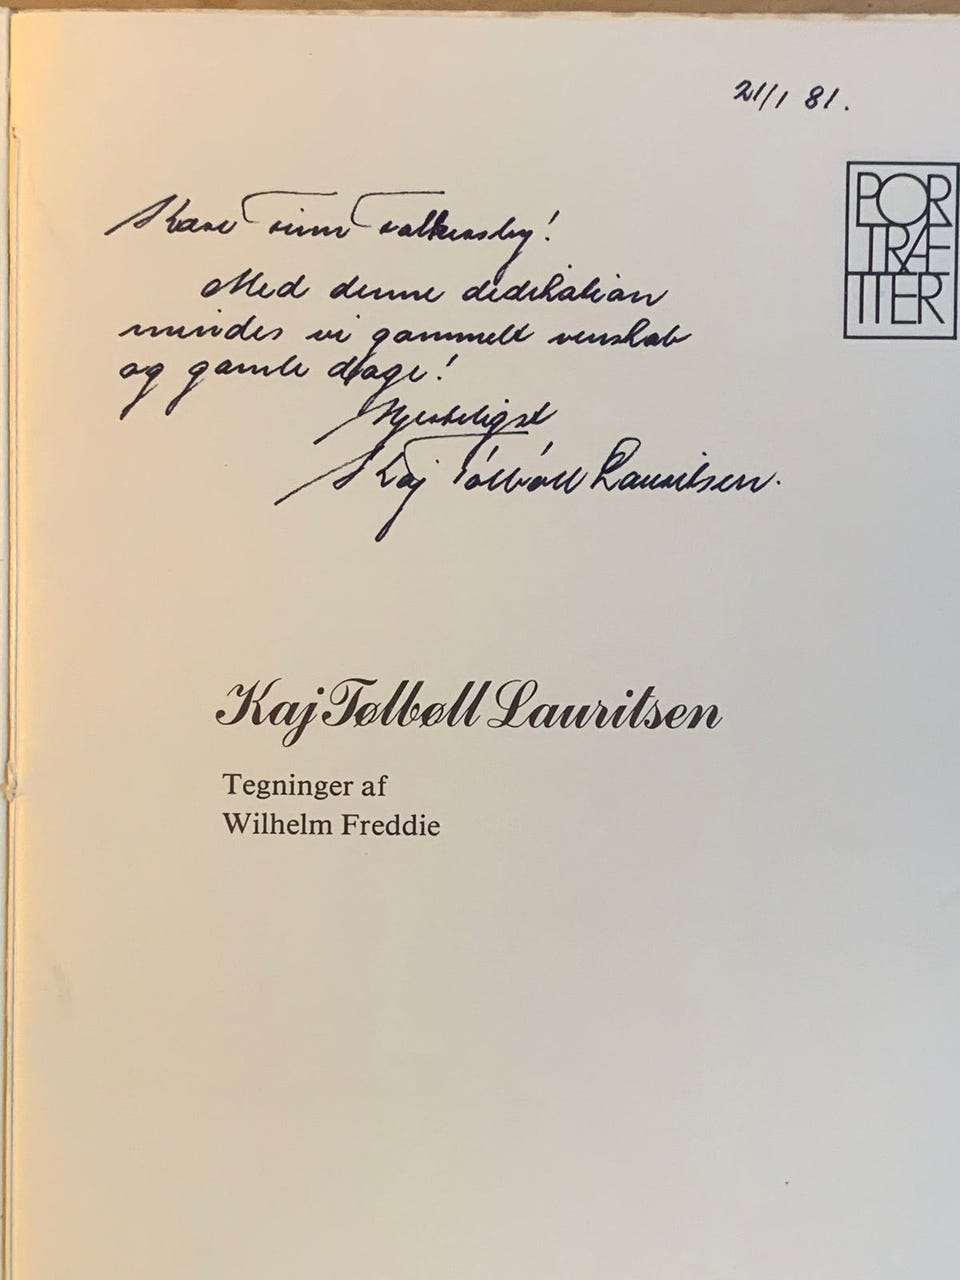 21/1 81.
POR
TRÆ
TTER
Kære
Med denne dedikation
mindes vi gammelt venskab
og gamle dage!
Hjerteligst
Kaj Tølbøll Lauritsen.
Kaj Tølbøll Lauritsen
Tegninger af
Wilhelm Freddie